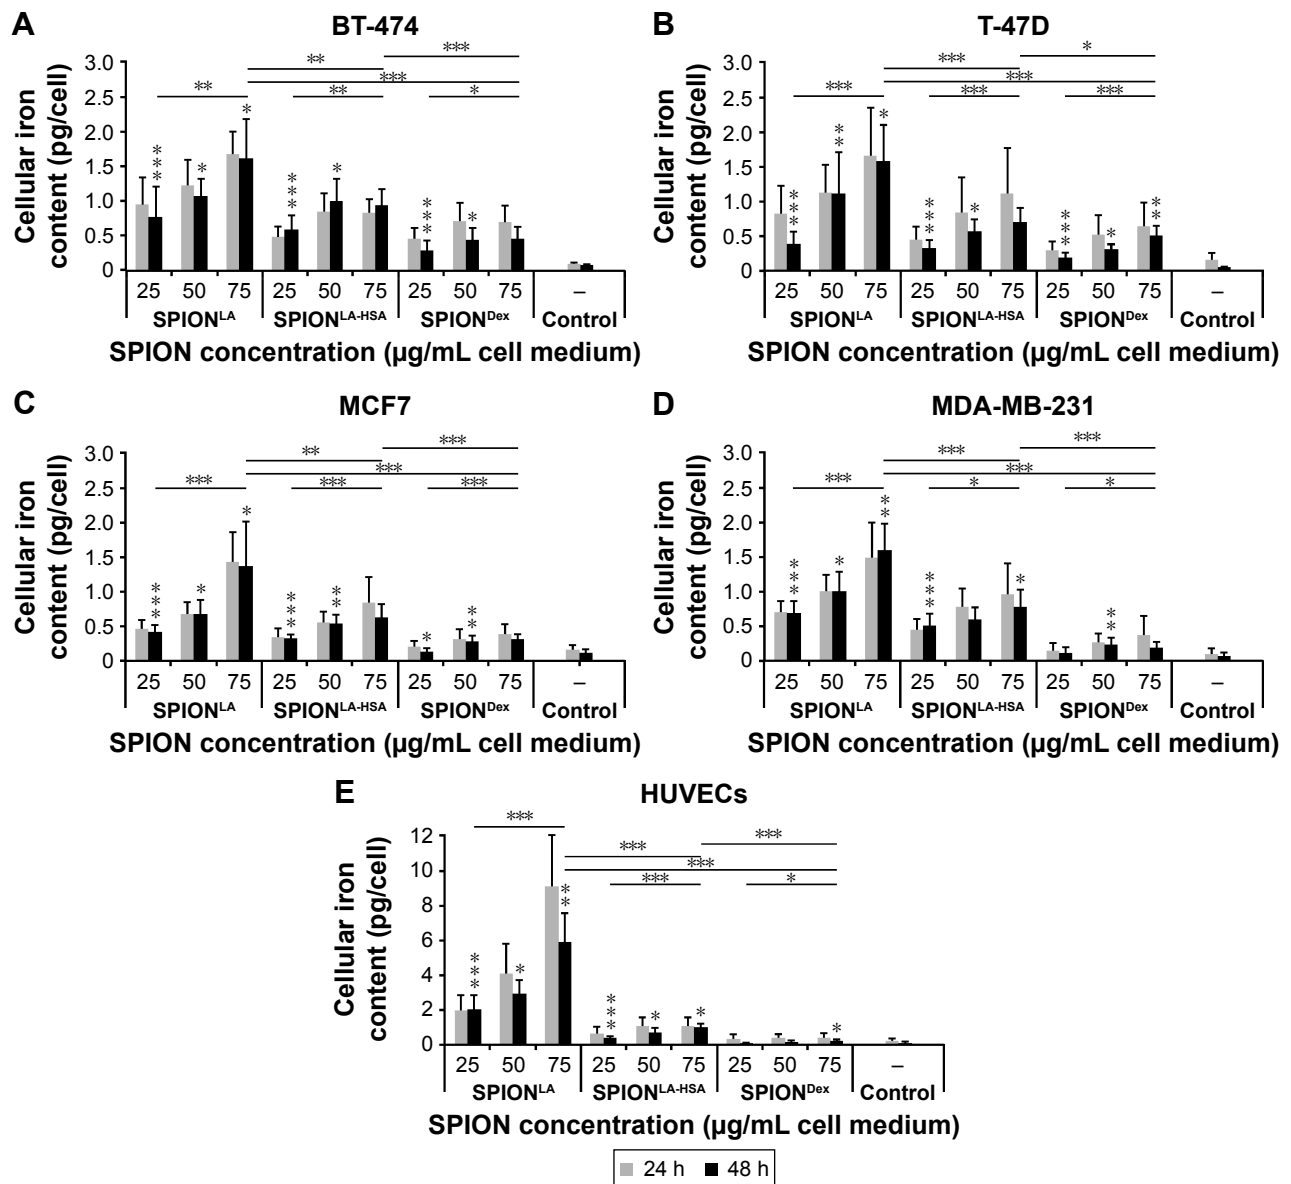 A BT-474
*** ** *** ** ** *
Cellular iron
content (pg/cell)
3.0
2.5
2.0
1.5
1.0
0.5
0
*** * * *** * *** *
25 50 75 25 50 75 25 50 75 –
SPIONLA SPIONLA-HSA SPIONDex Control
SPION concentration (µg/mL cell medium)
B T-47D
* *** *** *** *** ***
Cellular iron
content (pg/cell)
3.0
2.5
2.0
1.5
1.0
0.5
0
*** ** * *** * *** * **
25 50 75 25 50 75 25 50 75 –
SPIONLA SPIONLA-HSA SPIONDex Control
SPION concentration (µg/mL cell medium)
C MCF7
*** ** *** *** *** ***
Cellular iron
content (pg/cell)
3.0
2.5
2.0
1.5
1.0
0.5
0
*** * * *** ** * **
25 50 75 25 50 75 25 50 75 –
SPIONLA SPIONLA-HSA SPIONDex Control
SPION concentration (µg/mL cell medium)
D MDA-MB-231
*** *** *** *** * *
Cellular iron
content (pg/cell)
3.0
2.5
2.0
1.5
1.0
0.5
0
*** * ** *** * **
25 50 75 25 50 75 25 50 75 –
SPIONLA SPIONLA-HSA SPIONDex Control
SPION concentration (µg/mL cell medium)
E HUVECs
*** *** *** *** *** *
Cellular iron
content (pg/cell)
12
10
8
6
4
2
0
*** * ** *** * * *
25 50 75 25 50 75 25 50 75 –
SPIONLA SPIONLA-HSA SPIONDex Control
SPION concentration (µg/mL cell medium)
24 h 48 h